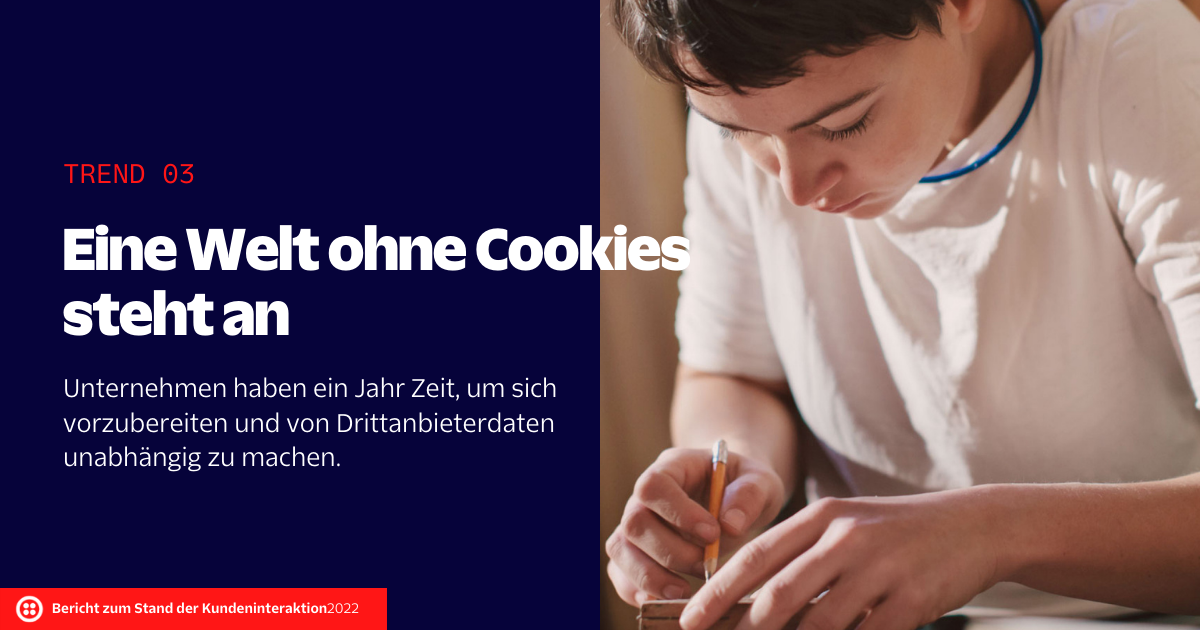 TREND 03
Eine Welt ohne Cookies
steht an
Unternehmen haben ein Jahr Zeit, um sich
vorzubereiten und von Drittanbieterdaten
unabhängig zu machen.
Bericht zum Stand der Kundeninteraktion2022